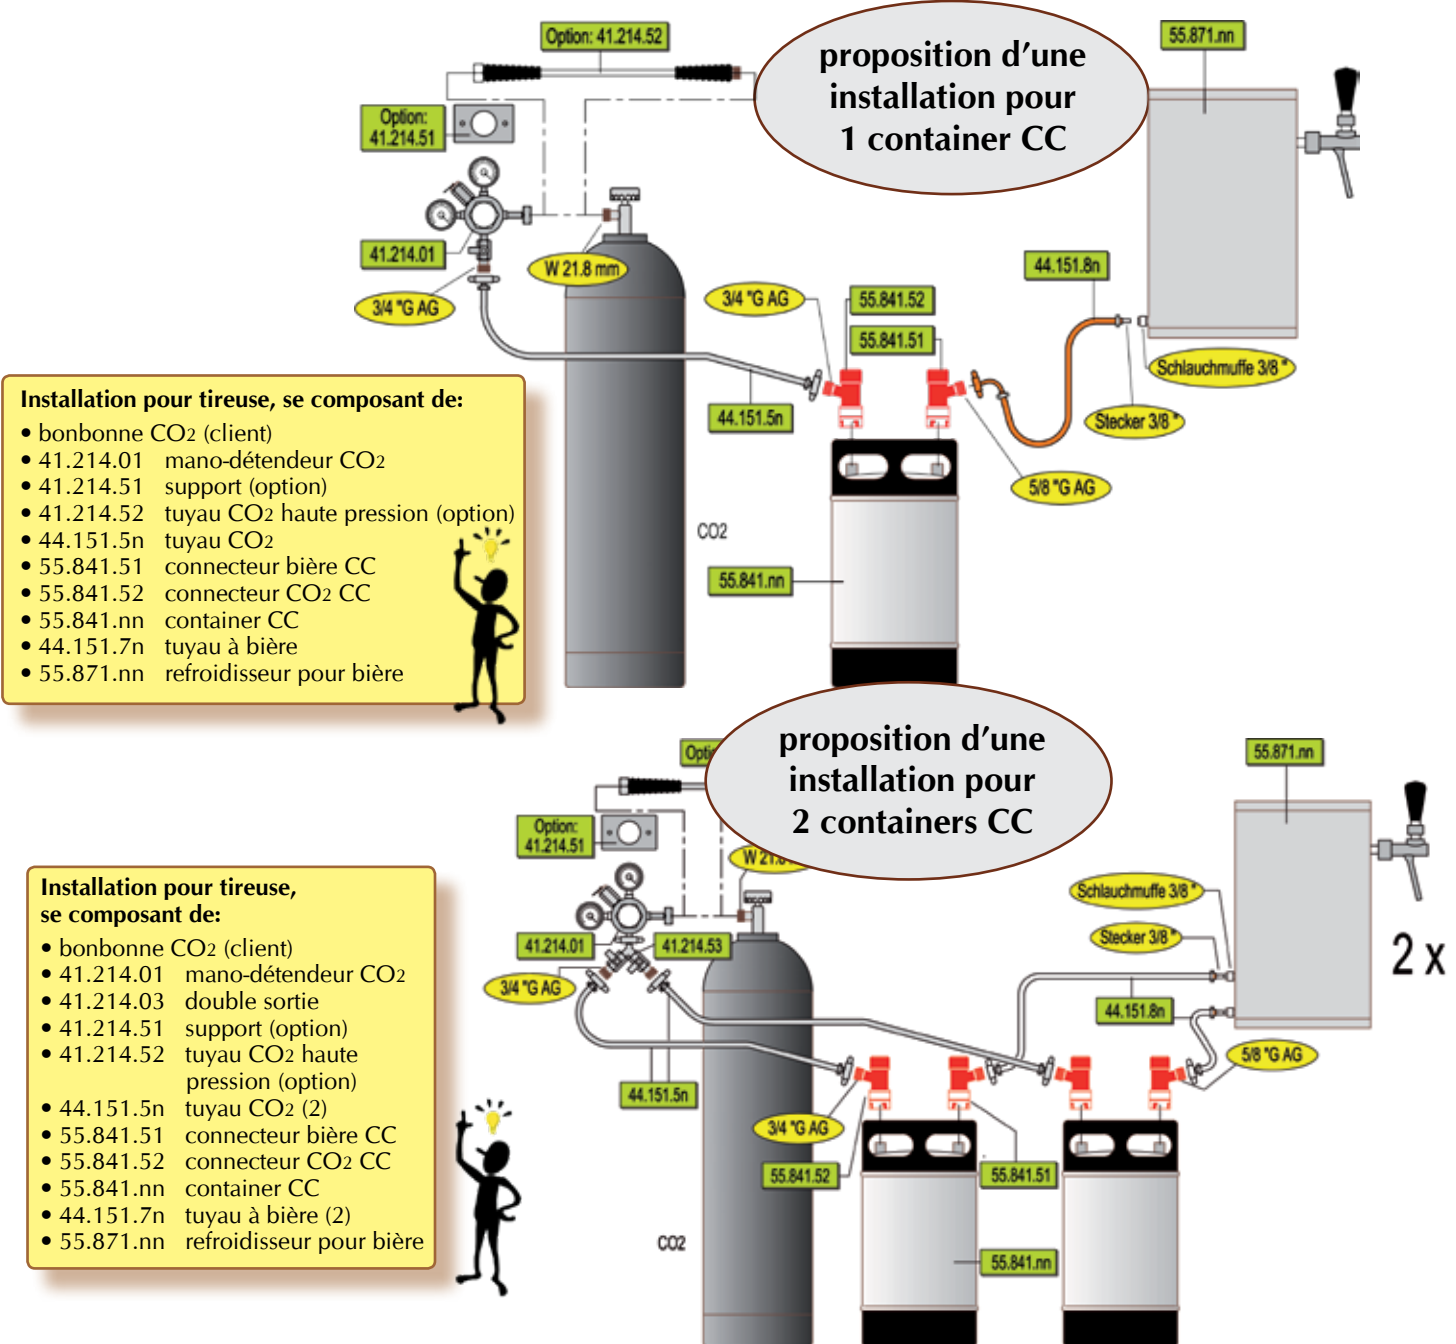 Option: 41.214.52
proposition d’une
installation pour
1 container CC
55.871.nn
Option:
41.214.51
41.214.01
W 21.8 mm
3/4 "G AG
3/4 "G AG
55.841.52
55.841.51
44.151.8n
Schlauchmuffe 3/8 "
Stecker 3/8 "
44.151.5n
5/8 "G AG
CO2
55.841.nn
Installation pour tireuse, se composant de:
• bonbonne CO2 (client)
• 41.214.01 mano-détendeur CO2
• 41.214.51 support (option)
• 41.214.52 tuyau CO2 haute pression (option)
• 44.151.5n tuyau CO2
• 55.841.51 connecteur bière CC
• 55.841.52 connecteur CO2 CC
• 55.841.nn container CC
• 44.151.7n tuyau à bière
• 55.871.nn refroidisseur pour bière
proposition d’une
installation pour
2 containers CC
55.871.nn
Option:
41.214.51
41.214.01
41.214.53
3/4 "G AG
Schlauchmuffe 3/8 "
Stecker 3/8 "
2 x
44.151.8n
5/8 "G AG
44.151.5n
3/4 "G AG
55.841.52
55.841.51
CO2
55.841.nn
Installation pour tireuse,
se composant de:
• bonbonne CO2 (client)
• 41.214.01 mano-détendeur CO2
• 41.214.03 double sortie
• 41.214.51 support (option)
• 41.214.52 tuyau CO2 haute
pression (option)
• 44.151.5n tuyau CO2 (2)
• 55.841.51 connecteur bière CC
• 55.841.52 connecteur CO2 CC
• 55.841.nn container CC
• 44.151.7n tuyau à bière (2)
• 55.871.nn refroidisseur pour bière